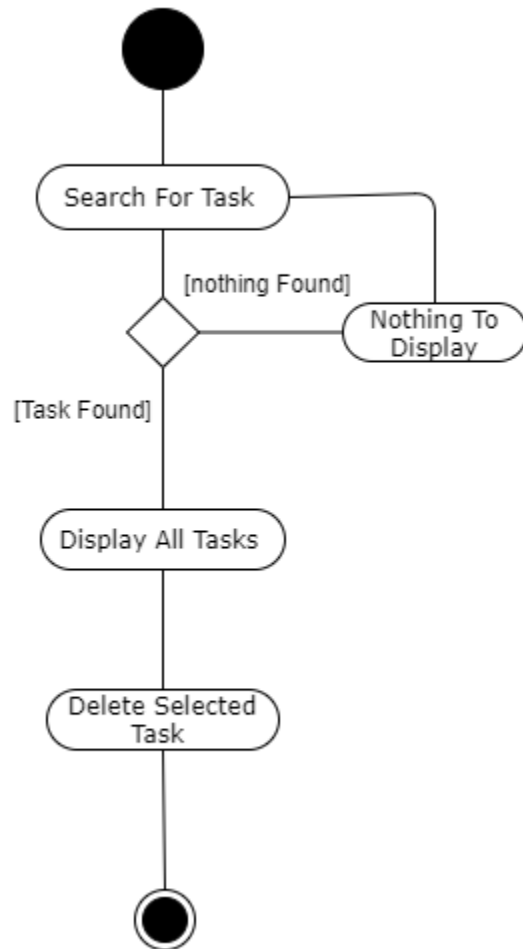 Search For Task
[nothing Found]
Nothing To
Display
[Task Found]
Display All Tasks
Delete Selected
Task